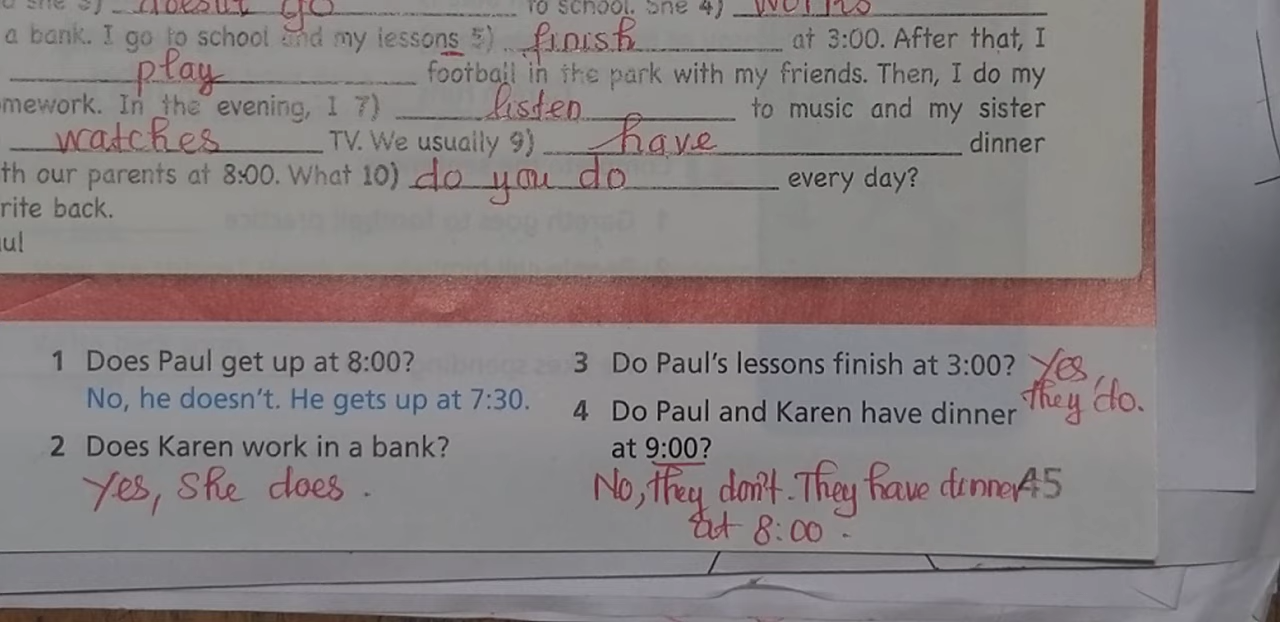 she 3) doesn't go to school. She 4) works
a bank. I go to school and my lessons 5) finish at 3:00. After that, I
play football in the park with my friends. Then, I do my
mework. In the evening, I 7) listen to music and my sister
watches TV. We usually 9) have dinner
th our parents at 8:00. What 10) do you do every day?
rite back.
ul
1 Does Paul get up at 8:00?
No, he doesn't. He gets up at 7:30.
2 Does Karen work in a bank?
Yes, she does.
3 Do Paul's lessons finish at 3:00? Yes,
they do.
4 Do Paul and Karen have dinner
at 9:00?
No, they don't. They have dinner
at 8:00.
45